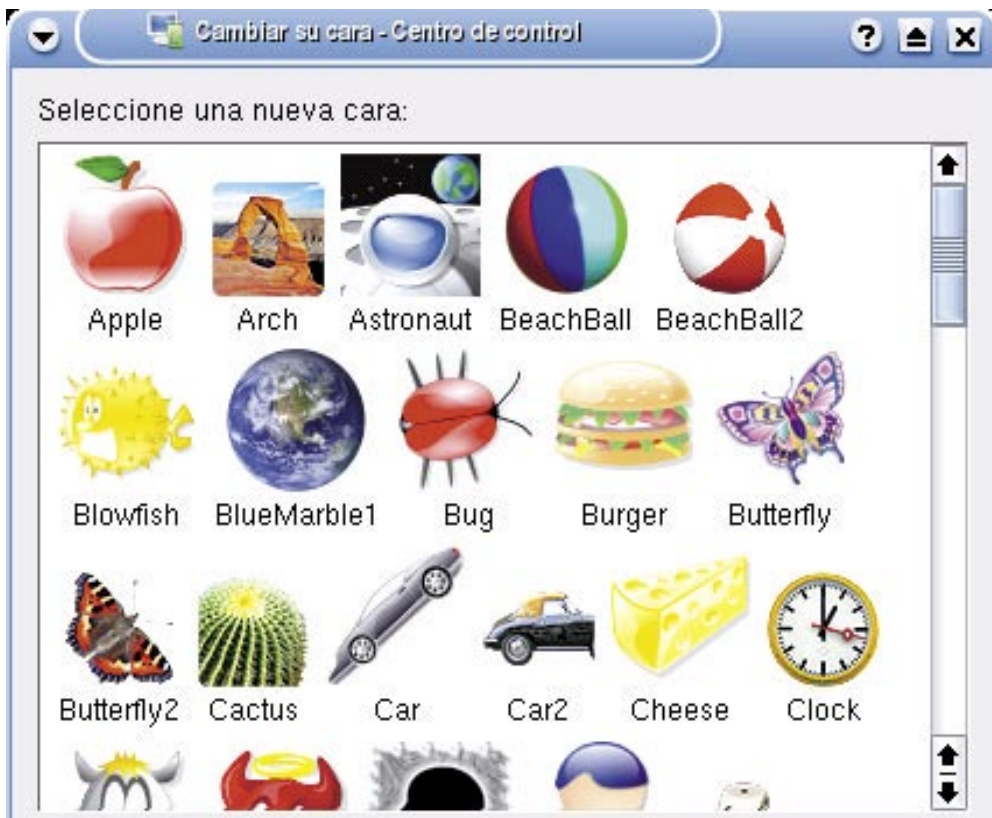 Cambiar su cara - Centro de control
Seleccione una nueva cara:
Apple Arch Astronaut BeachBall BeachBall2
Blowfish BlueMarble1 Bug Burger Butterfly
Butterfly2 Cactus Car Car2 Cheese Clock